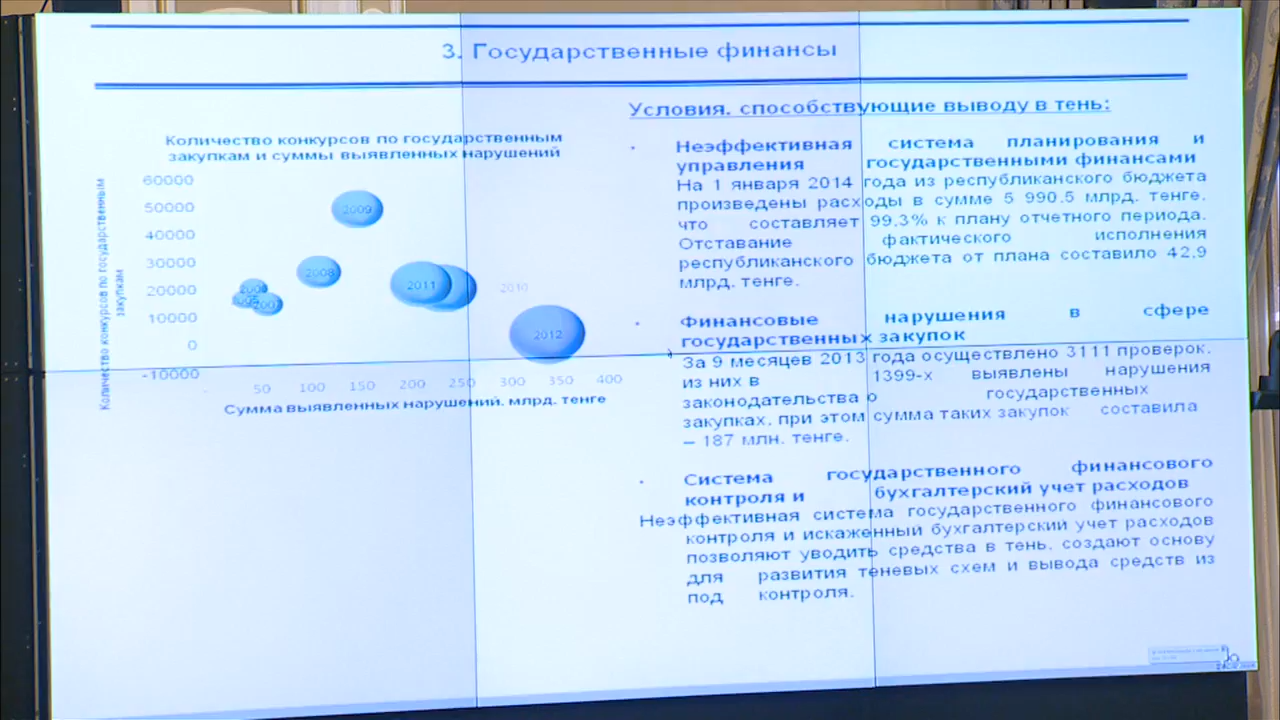 3. Государственные финансы
Количество конкурсов по государственным
закупкам и суммы выявленных нарушений
Количество конкурсов по государственным
закупкам
60000
50000
40000
30000
20000
10000
0
-10000
2009
2008
2011
2010
2012
50 100 150 200 250 300 350 400
Сумма выявленных нарушений, млрд. тенге
Условия, способствующие выводу в тень:
• Неэффективная система планирования и
управления государственными финансами
На 1 января 2014 года из республиканского бюджета
произведены расходы в сумме 5 990.5 млрд. тенге,
что составляет 99,3% к плану отчетного периода.
Отставание фактического исполнения
республиканского бюджета от плана составило 42,9
млрд. тенге.
• Финансовые нарушения в сфере
государственных закупок
За 9 месяцев 2013 года осуществлено 3111 проверок,
из них в 1399-х выявлены нарушения
законодательства о государственных
закупках, при этом сумма таких закупок составила
– 187 млн. тенге.
• Система государственного финансового
контроля и бухгалтерский учет расходов
Неэффективная система государственного финансового
контроля и искаженный бухгалтерский учет расходов
позволяют уводить средства в тень, создают основу
для развития теневых схем и вывода средств из
под контроля.